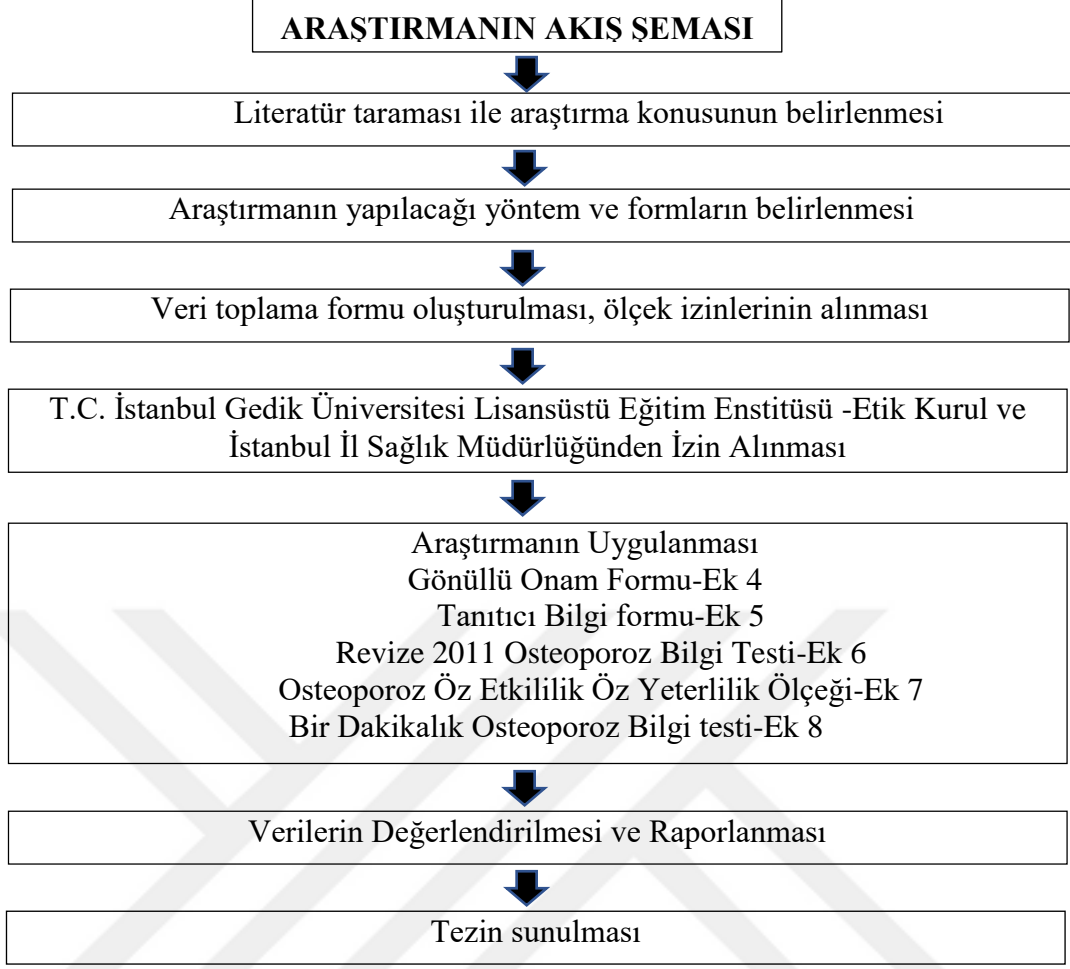 ARAŞTIRMANIN AKIŞ ŞEMASI
Literatür taraması ile araştırma konusunun belirlenmesi
Araştırmanın yapılacağı yöntem ve formların belirlenmesi
Veri toplama formu oluşturulması, ölçek izinlerinin alınması
T.C. İstanbul Gedik Üniversitesi Lisansüstü Eğitim Enstitüsü -Etik Kurul ve
İstanbul İl Sağlık Müdürlüğünden İzin Alınması
Araştırmanın Uygulanması
Gönüllü Onam Formu-Ek 4
Tanıtıcı Bilgi formu-Ek 5
Revize 2011 Osteoporoz Bilgi Testi-Ek 6
Osteoporoz Öz Etkililik Öz Yeterlilik Ölçeği-Ek 7
Bir Dakikalık Osteoporoz Bilgi testi-Ek 8
Verilerin Değerlendirilmesi ve Raporlanması
Tezin sunulması